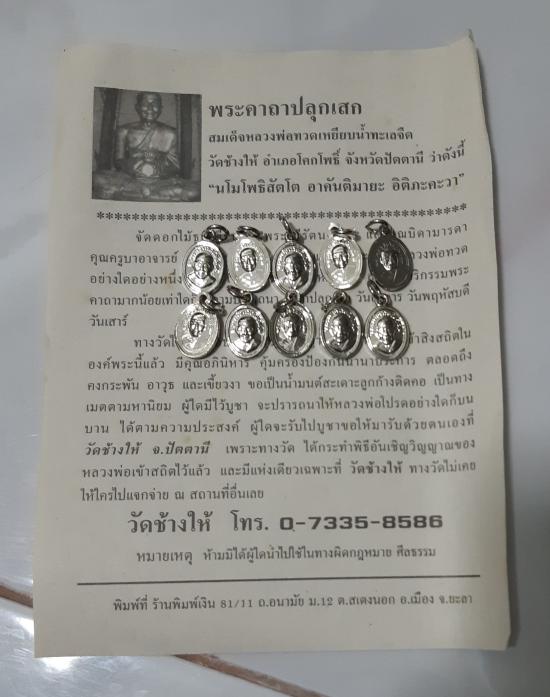 พระคาถาปลุกเสก
สมเด็จหลวงพ่อทวดเหยียบน้ำทะเลจืด
วัดช้างให้ อำเภอโคกโพธิ์ จังหวัดปัตตานี ว่าดังนี้
“นโมโพธิสัตโต อาคันติมายะ อิติภะคะวา”
จัดดอกไม้
คุณครูบาอาจารย์ หลวงพ่อทวด
อย่างใดอย่างหนึ่ง
คาถามากน้อยเท่าใด วันพฤหัสบดี
วันเสาร์
สิงสถิตใน
องค์พระนี้แล้ว มีคุณอภินิหาร คุ้มครองป้องกันนานาประการ ตลอดถึง
คงกระพัน อาวุธ และเขี้ยวงา ขอเป็นน้ำมนต์สะเดาะลูกก้างติดคอ เป็นทาง
เมตตามหานิยม ผู้ใดมีไว้บูชา จะปรารถนาให้หลวงพ่อโปรดอย่างใดก็บน
บาน ได้ตามความประสงค์ ผู้ใดจะรับไปบูชาขอให้มารับด้วยตนเองที่
วัดช้างให้ จ.ปัตตานี เพราะทางวัด ได้กระทำพิธีอันเชิญวิญญาณของ
หลวงพ่อเข้าสถิตไว้แล้ว และมีแห่งเดียวเฉพาะที่ วัดช้างให้ ทางวัดไม่เคย
ให้ใครไปแจกจ่าย ณ สถานที่อื่นเลย
วัดช้างให้ โทร. 0-7335-8586
หมายเหตุ ห้ามมิได้ผู้ใดนำไปใช้ในทางผิดกฎหมาย ศีลธรรม
พิมพ์ที่ ร้านพิมพ์เงิน 81/11 ถ.อนามัย ม.12 ต.สเตงนอก อ.เมือง จ.ยะลา